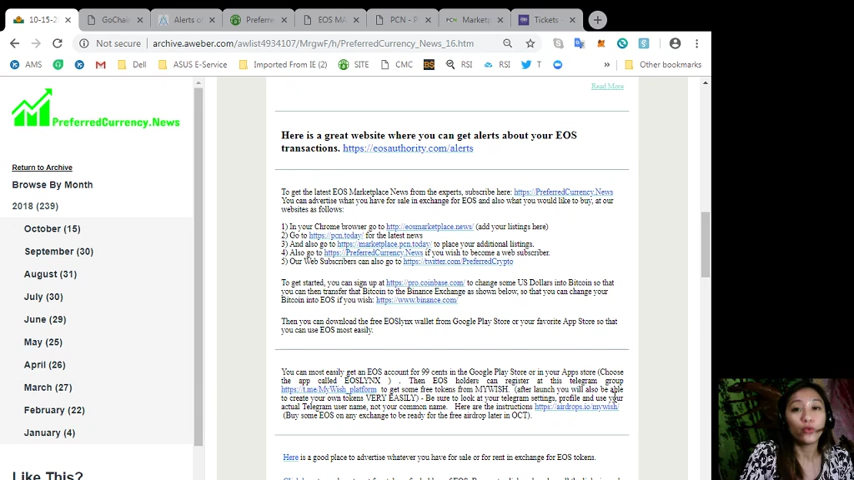 10-15-2
GoChain
Alerts of
Preferre
EOS MA
PCN - P
PCN
Market
Tickets -
Not secure
archive.aweber.com/awlist4934107/MrgwF/h/PreferredCurrency_News_16.htm
AMS
Dell
ASUS E-Service
Imported From IE (2)
SITE
CMC
BS
RSI
RSI
T
»
Other bookmarks
PreferredCurrency.News
Return to Archive
Browse By Month
2018 (239)
October (15)
September (30)
August (31)
July (30)
June (29)
May (25)
April (26)
March (27)
February (22)
January (4)
Like This?
Read More
Here is a great website where you can get alerts about your EOS
transactions. https://eosauthority.com/alerts
To get the latest EOS Marketplace News from the experts, subscribe here: https://PreferredCurrency.News
You can advertise what you have for sale in exchange for EOS and also what you would like to buy, at our
websites as follows:
1) In your Chrome browser go to http://eosmarketplace.news/ (add your listings here)
2) Go to https://pcn.today/ for the latest news
3) And also go to https://marketplace.pcn.today/ to place your additional listings.
4) Also go to https://PreferredCurrency.News if you wish to become a web subscriber.
5) Our Web Subscribers can also go to https://twitter.com/PreferredCrypto
To get started, you can sign up at https://pro.coinbase.com/ to change some US Dollars into Bitcoin so that
you can then transfer that Bitcoin to the Binance Exchange as shown below, so that you can change your
Bitcoin into EOS if you wish: https://www.binance.com/
Then you can download the free EOSlynx wallet from Google Play Store or your favorite App Store so that
you can use EOS most easily.
You can most easily get an EOS account for 99 cents in the Google Play Store or in your Apps store (Choose
the app called EOSLYNX ) . Then EOS holders can register at this telegram group
https://t.me/MyWish_platform to get some free tokens from MYWISH. (after launch you will also be able
to create your own tokens VERY EASILY) - Be sure to look at your telegram settings, profile and use your
actual Telegram user name, not your common name. Here are the instructions https://airdrops.io/mywish/
(Buy some EOS on any exchange to be ready for the free airdrop later in OCT).
Here is a good place to advertise whatever you have for sale or for rent in exchange for EOS tokens.